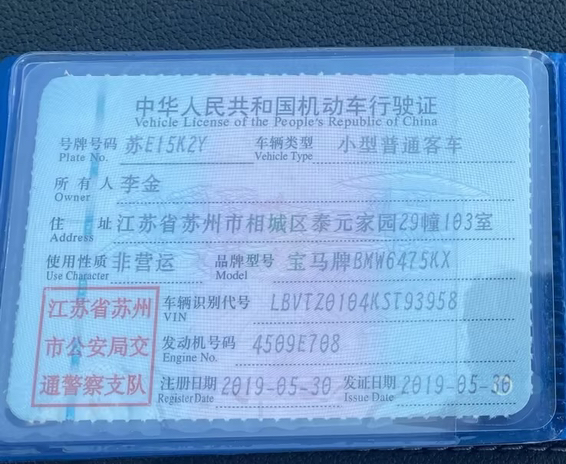 中华人民共和国机动车行驶证
Vehicle License of the People's Republic of China
号牌号码 苏E15K2Y 车辆类型 小型普通客车
Plate No. Vehicle Type
所有人 李金
Owner
住 址 江苏省苏州市相城区泰元家园29幢103室
Address
使用性质 非营运 品牌型号 宝马牌BMW6475KX
Use Character Model
江苏省苏州
市公安局交
通警察支队
车辆识别代号 LBVTZ0104KST93958
VIN
发动机号码 4509E708
Engine No.
注册日期 2019-05-30 发证日期 2019-05-30
Register Date Issue Date